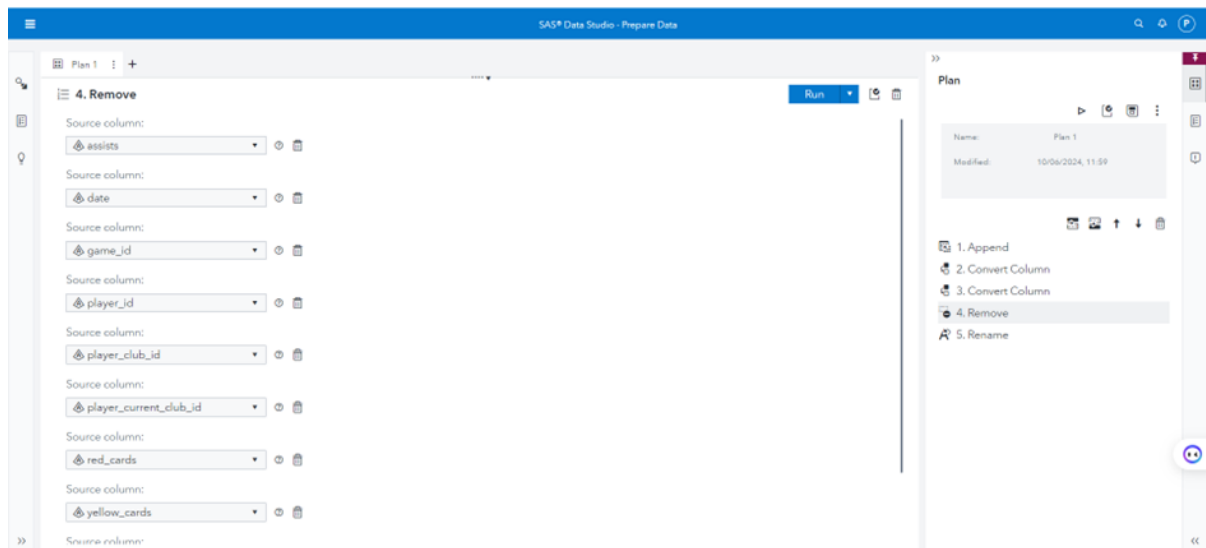 SAS® Data Studio - Prepare Data
P
Plan 1
4. Remove
Run
Source column:
assists
Source column:
date
Source column:
game_id
Source column:
player_id
Source column:
player_club_id
Source column:
player_current_club_id
Source column:
red_cards
Source column:
yellow_cards
Source column:
Plan
Name: Plan 1
Modified: 10/06/2024, 11:59
1. Append
2. Convert Column
3. Convert Column
4. Remove
5. Rename